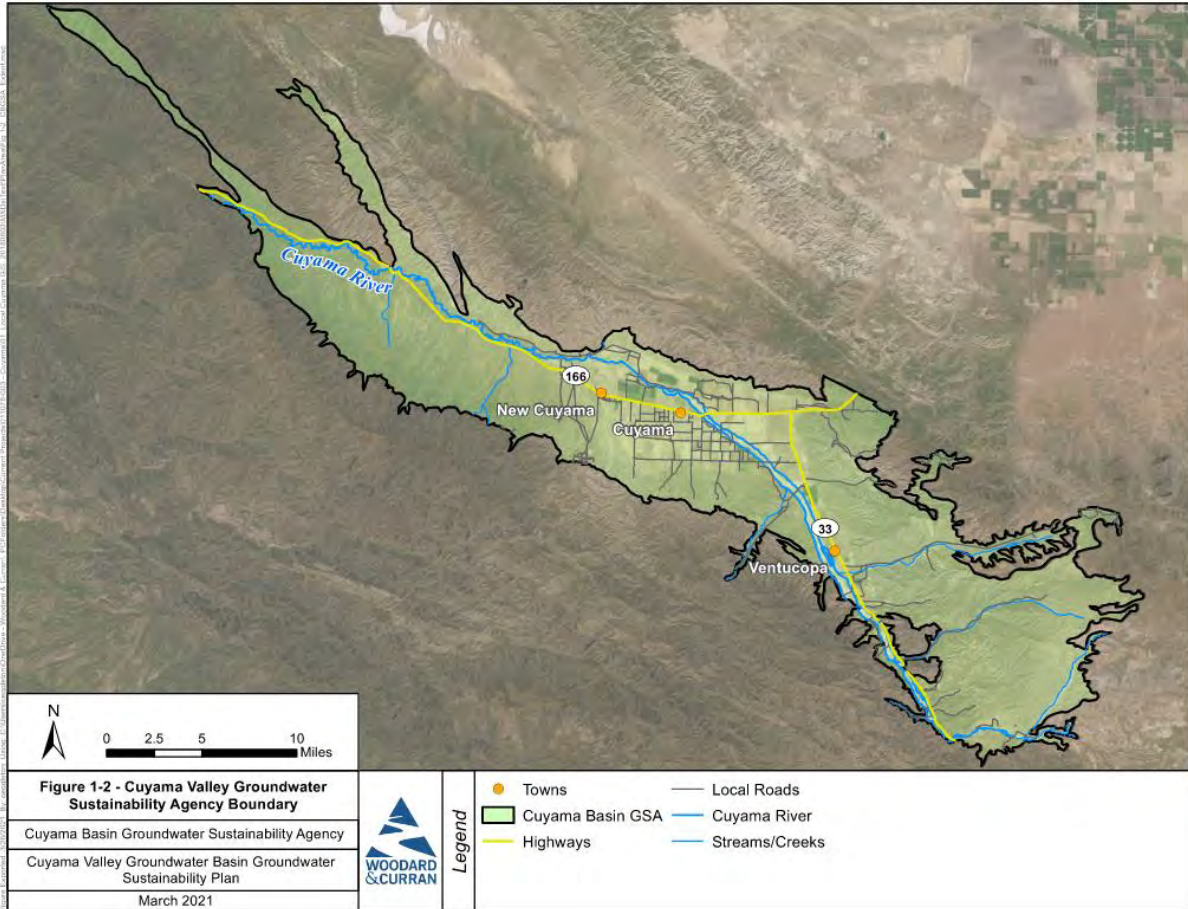 Cuyama River
166
New Cuyama
Cuyama
33
Ventucopa
N
0 2.5 5 10
Miles
Figure 1-2 - Cuyama Valley Groundwater
Sustainability Agency Boundary
Cuyama Basin Groundwater Sustainability Agency
Cuyama Valley Groundwater Basin Groundwater
Sustainability Plan
March 2021
WOODARD
&CURRAN
Legend
Towns
Cuyama Basin GSA
Highways
Local Roads
Cuyama River
Streams/Creeks